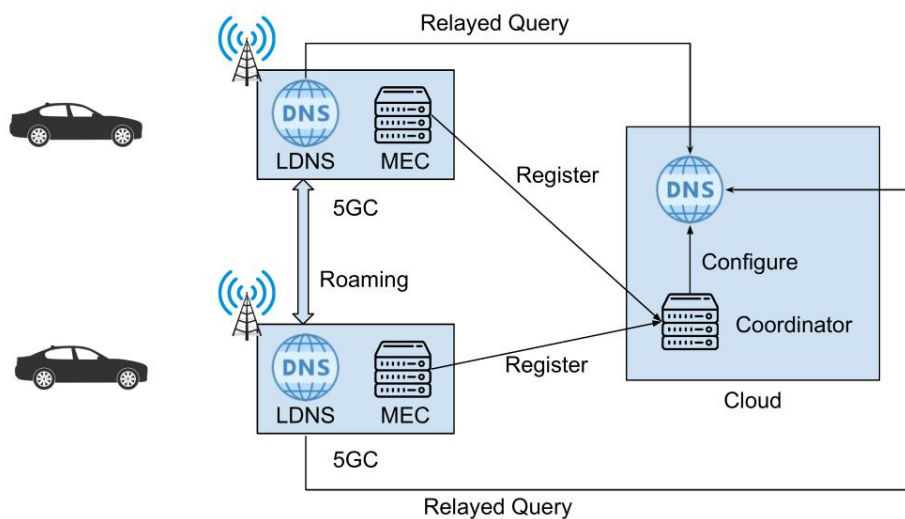 Relayed Query
DNS
LDNS
MEC
5GC
Register
DNS
Configure
Coordinator
Cloud
Roaming
DNS
LDNS
MEC
5GC
Register
Relayed Query